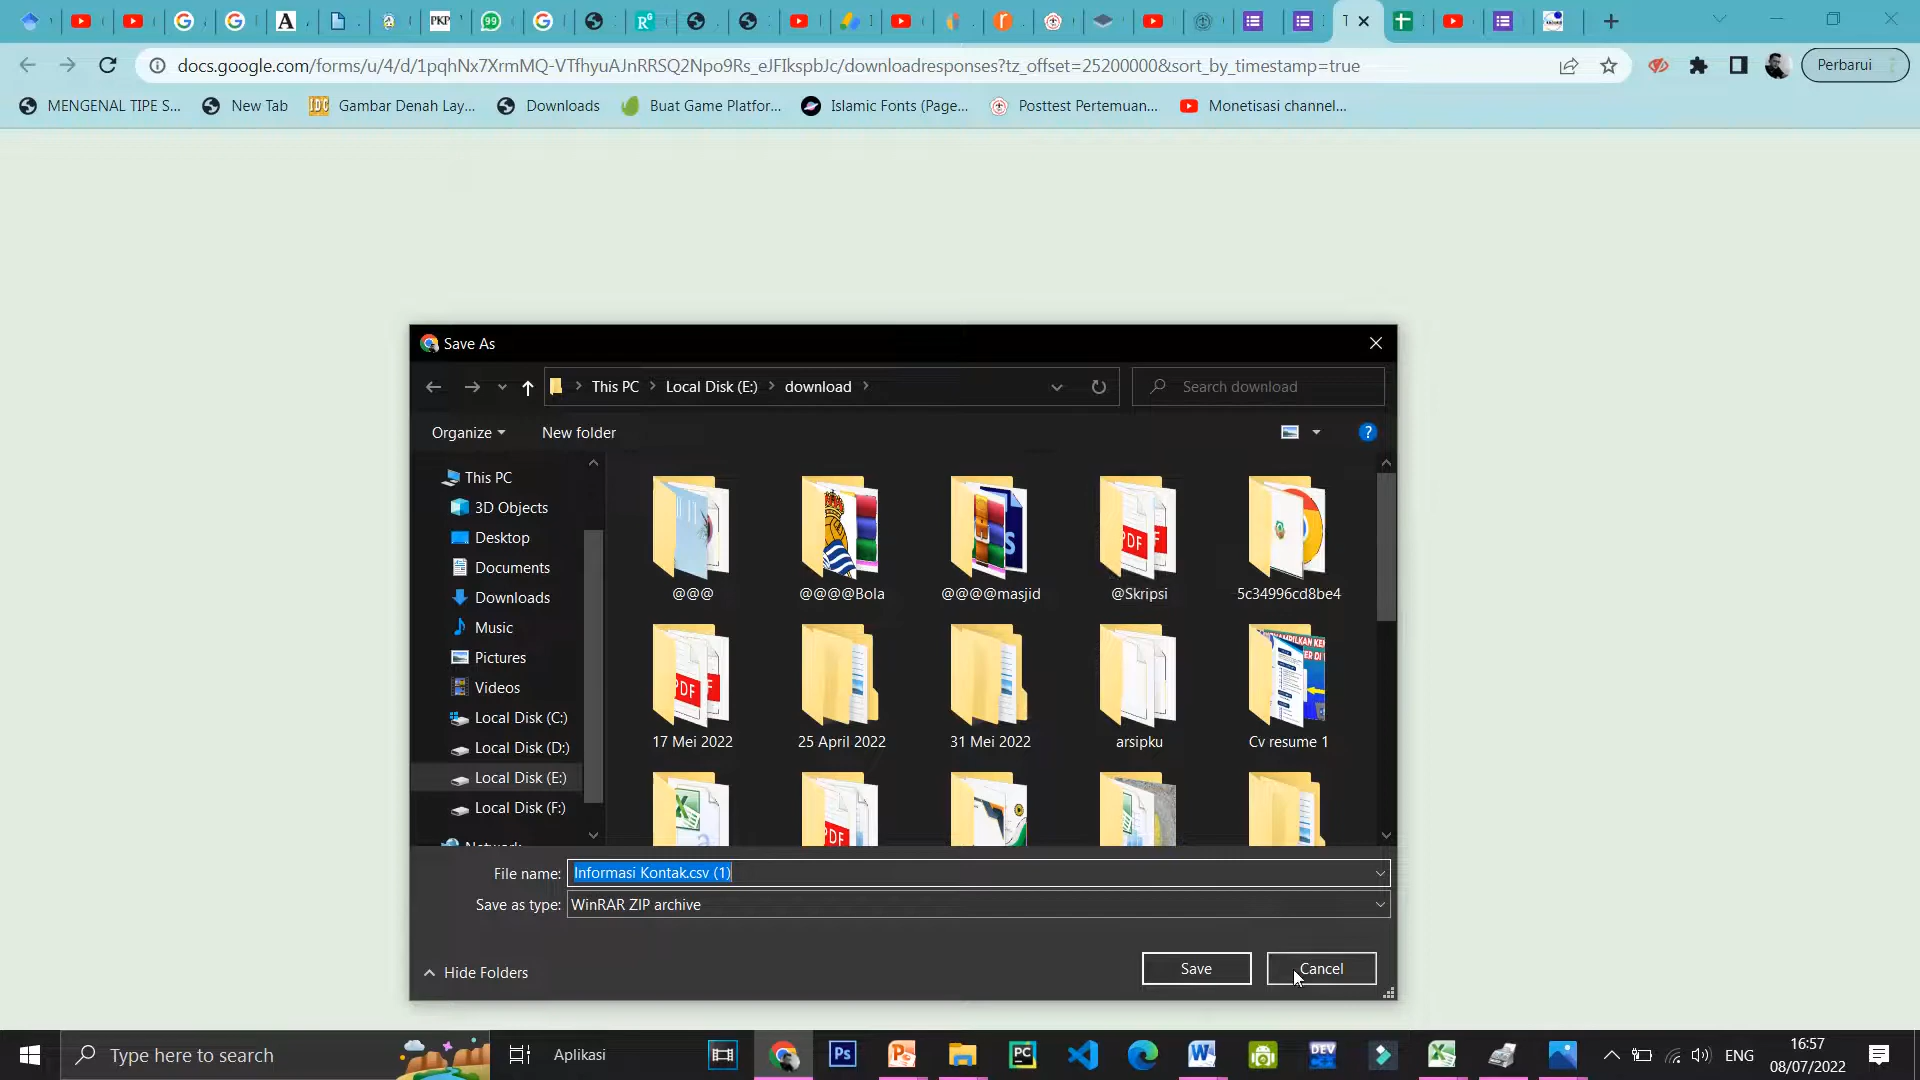 docs.google.com/forms/u/4/d/1pqhNx7XrmMQ-VTfhyuAJnRRSQ2Npo9Rs_eJFIkspbJc/downloadresponses?tz_offset=25200000&sort_by_timestamp=true
Perbarui
MENGENAL TIPE S...
New Tab
Gambar Denah Lay...
Downloads
Buat Game Platfor...
Islamic Fonts (Page...
Posttest Pertemuan...
Monetisasi channel...
Save As
This PC
Local Disk (E:)
download
Search download
Organize
New folder
This PC
3D Objects
Desktop
Documents
Downloads
Music
Pictures
Videos
Local Disk (C:)
Local Disk (D:)
Local Disk (E:)
Local Disk (F:)
@@@
@@@@Bola
@@@@masjid
@Skripsi
5c34996cd8be4
17 Mei 2022
25 April 2022
31 Mei 2022
arsipku
Cv resume 1
File name: Informasi Kontak.csv (1)
Save as type: WinRAR ZIP archive
Hide Folders
Save
Cancel
Type here to search
Aplikasi
ENG
16:57
08/07/2022